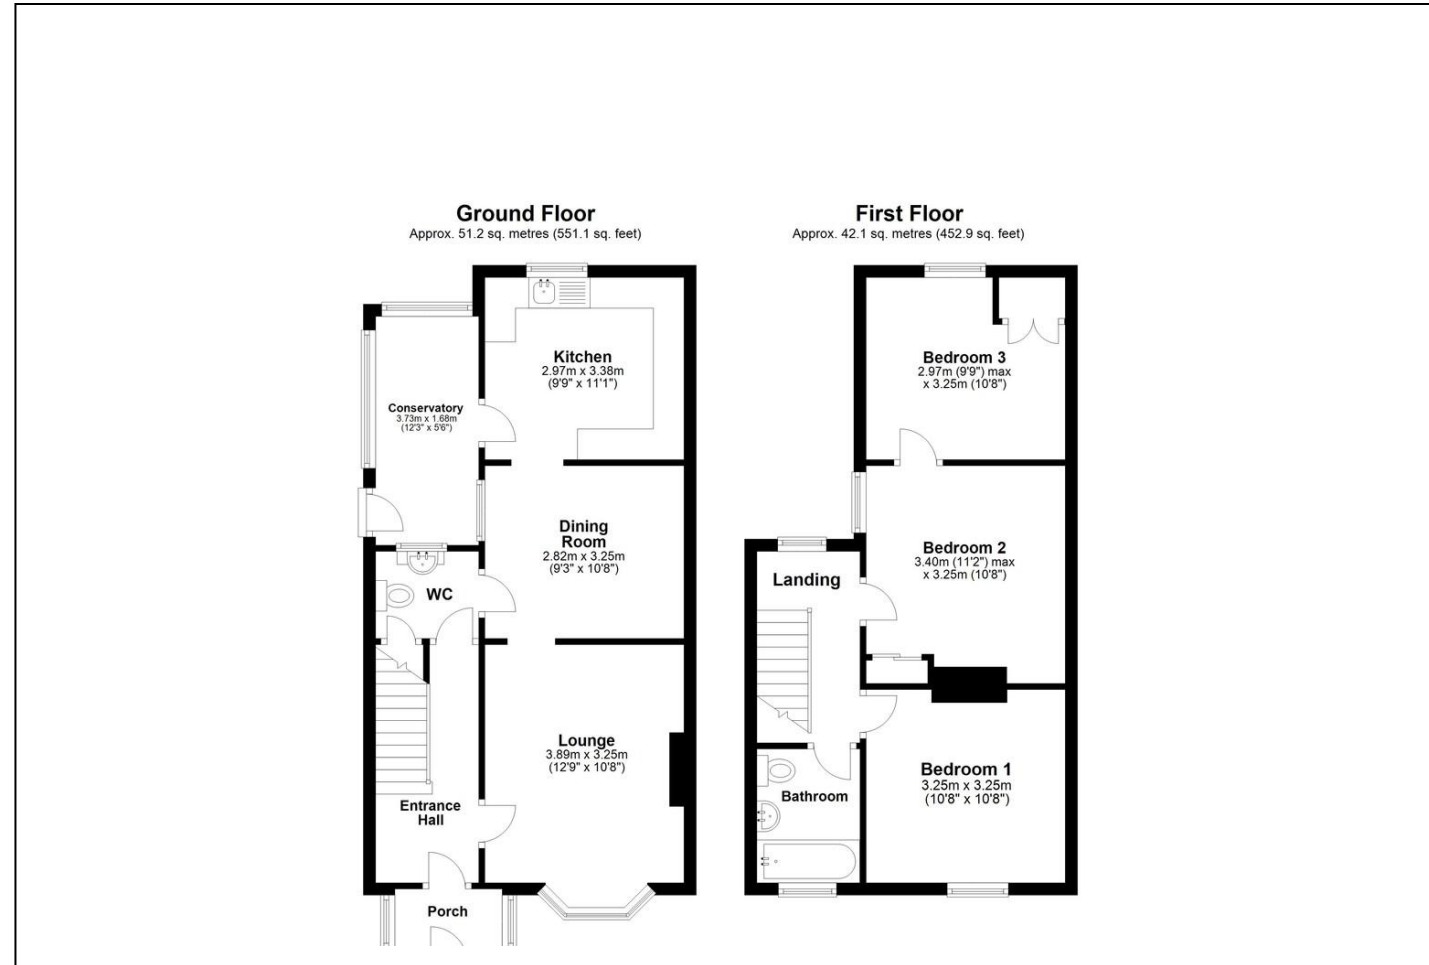 Ground Floor
Approx. 51.2 sq. metres (551.1 sq. feet)
Kitchen
2.97m x 3.38m
(9'9" x 11'1")
Conservatory
3.73m x 1.68m
(12'3" x 5'6")
Dining
Room
2.82m x 3.25m
(9'3" x 10'8")
WC
Lounge
3.89m x 3.25m
(12'9" x 10'8")
Entrance
Hall
Porch
First Floor
Approx. 42.1 sq. metres (452.9 sq. feet)
Bedroom 3
2.97m (9'9") max
x 3.25m (10'8")
Bedroom 2
3.40m (11'2") max
x 3.25m (10'8")
Landing
Bedroom 1
3.25m x 3.25m
(10'8" x 10'8")
Bathroom